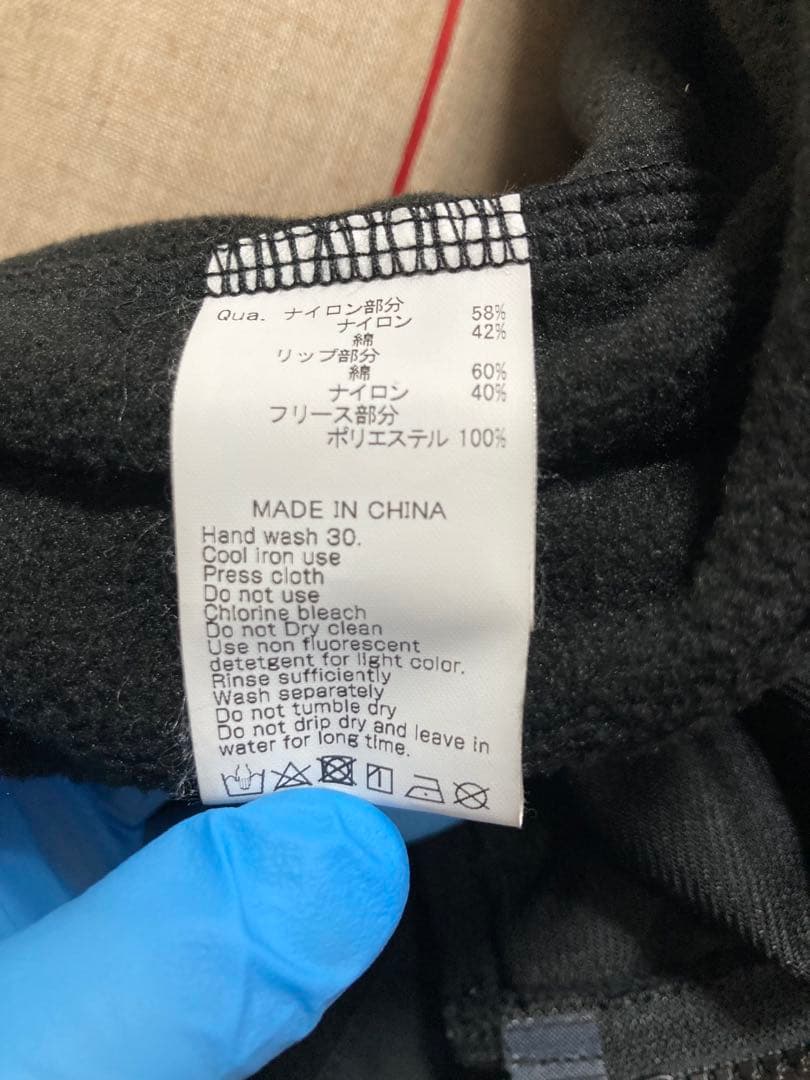 Qua. ナイロン部分
ナイロン 58%
綿 42%
リップ部分
綿 60%
ナイロン 40%
フリース部分
ポリエステル 100%
MADE IN CHINA
Hand wash 30.
Cool iron use
Press cloth
Do not use
Chlorine bleach
Do not Dry clean
Use non fluorescent
detetgent for light color.
Rinse sufficiently
Wash separately
Do not tumble dry
Do not drip dry and leave in
water for long time.